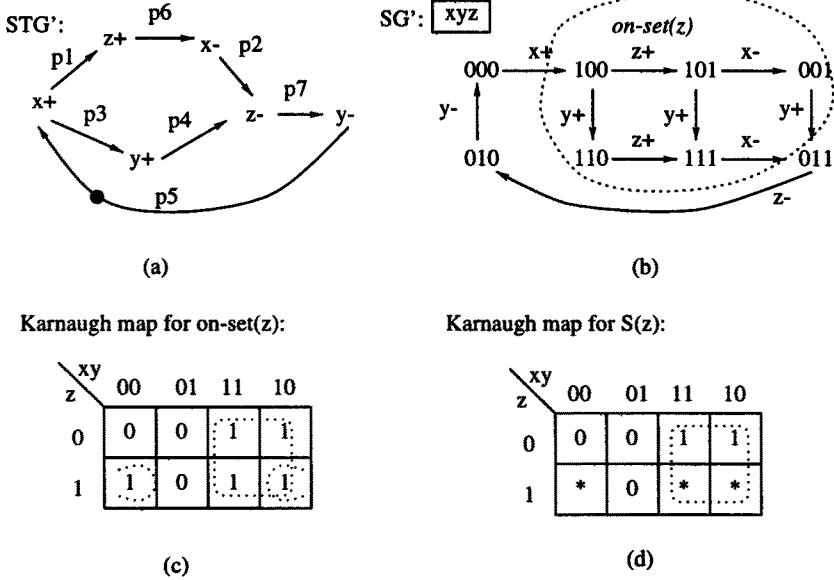 STG':
p6
z+
x-
p1
p2
x+
p7
p3
p4
z-
y-
y+
p5
(a)
SG': xyz
on-set(z)
x+ z+ x-
000 100 101 001
y- y+ y+ y+
z+ x-
010 110 111 011
z-
(b)
Karnaugh map for on-set(z):
xy
z 00 01 11 10
0 0 0 1 1
1 1 0 1 1
(c)
Karnaugh map for S(z):
xy
z 00 01 11 10
0 0 0 1 1
1 * 0 * *
(d)